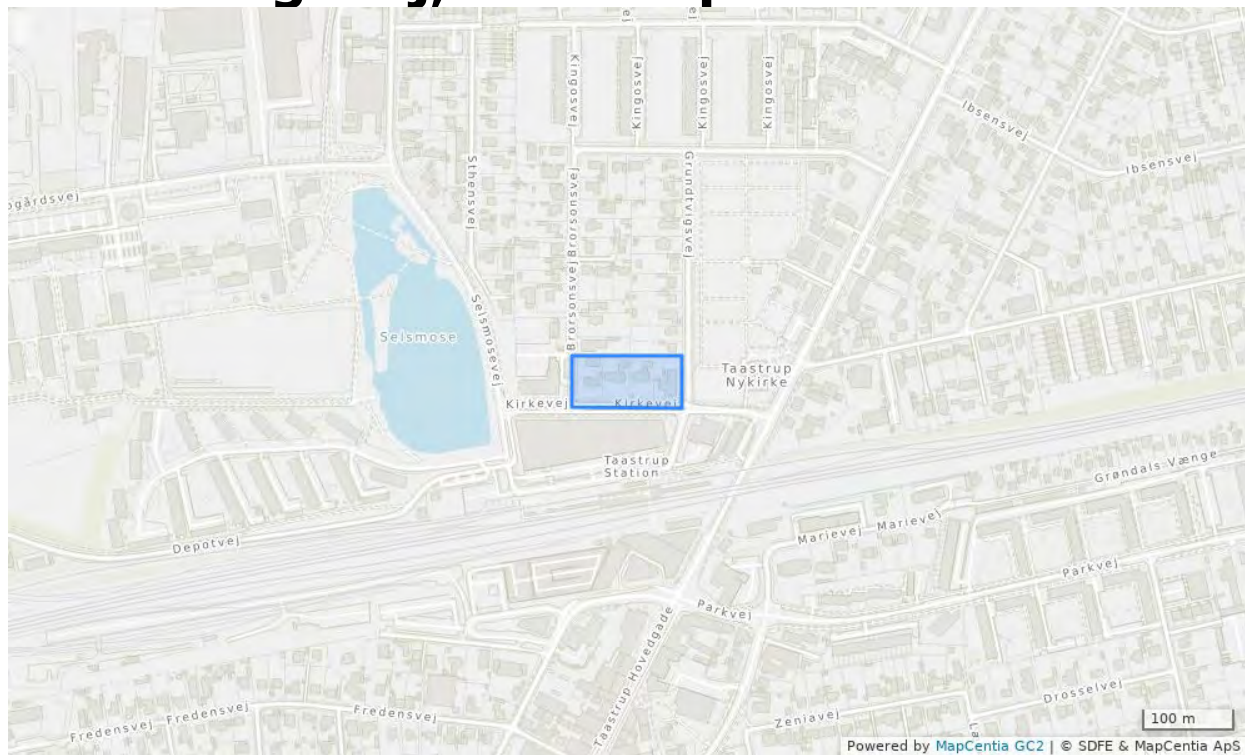 Kingosvej
Kingosvej
Kingosvej
Kingosvej
Ibsensvej
Ibsensvej
Sthensvej
Grundtvigsvej
ogårdsvej
Brorsonsvej
Brorsonsvej
Selsmose
Selsmosevej
Taastrup
Nykirke
Kirkevej
Kirkevej
Taastrup
Station
Grøndals Vænge
Depotvej
Marievej
Marievej
Parkvej
Parkvej
Taastrup Hovedgade
Drosselvej
Fredensvej
Fredensvej
Fredensvej
Zeniavej
100 m
Powered by MapCentia GC2 | © SDFE & MapCentia ApS